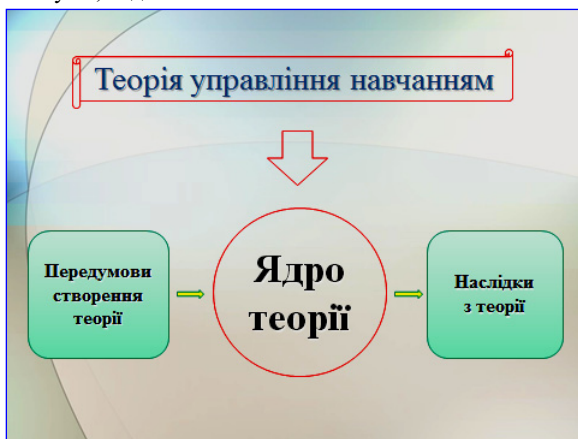 Теорія управління навчанням
Передумови
створення
теорії
Ядро
теорії
Наслідки
з теорії